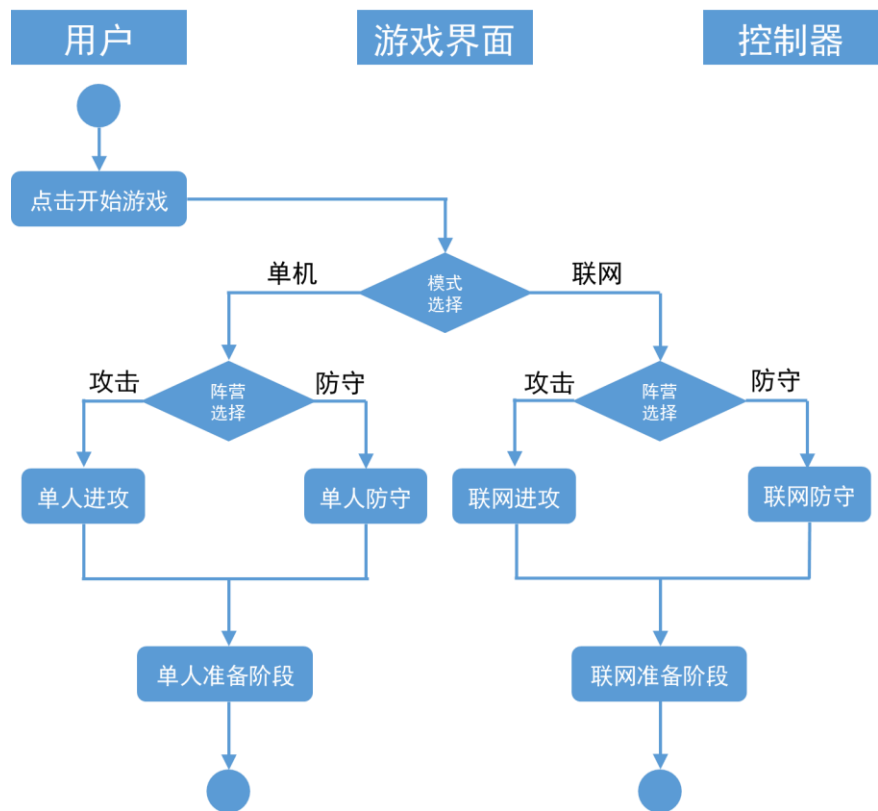 用户
游戏界面
控制器
点击开始游戏
单机
模式
选择
联网
攻击
阵营
选择
防守
攻击
阵营
选择
防守
单人进攻
单人防守
联网进攻
联网防守
单人准备阶段
联网准备阶段